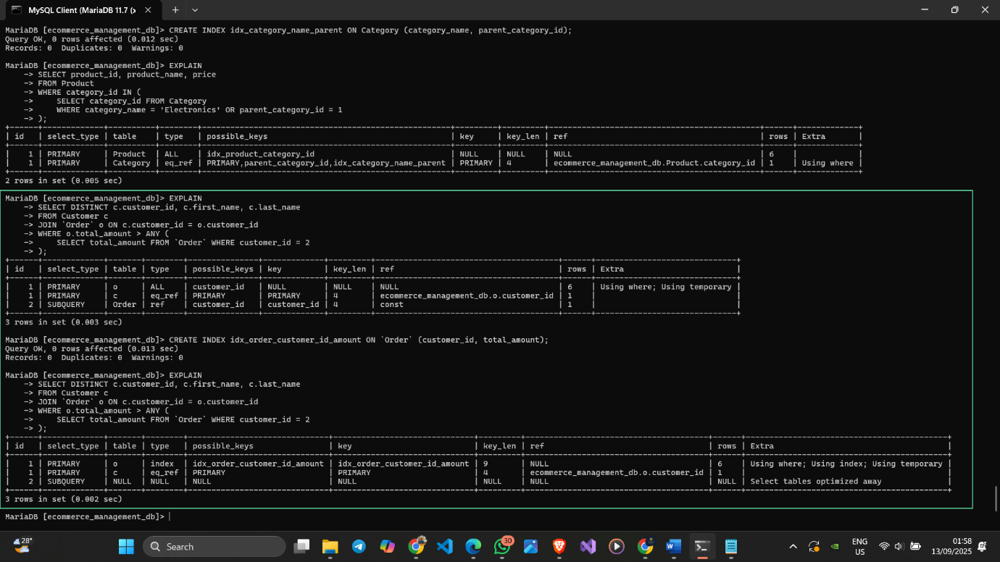 MySQL Client (MariaDB 11.7 (x
MariaDB [ecommerce_management_db]> CREATE INDEX idx_category_name_parent ON Category (category_name, parent_category_id);
Query OK, 0 rows affected (0.012 sec)
Records: 0  Duplicates: 0  Warnings: 0
MariaDB [ecommerce_management_db]> EXPLAIN
    -> SELECT product_id, product_name, price
    -> FROM Product
    -> WHERE category_id IN (
    ->     SELECT category_id FROM Category
    ->     WHERE category_name = 'Electronics' OR parent_category_id = 1
    -> );
| id | select_type | table | type | possible_keys | key | key_len | ref | rows | Extra |
| 1 | PRIMARY | Product | ALL | idx_product_category_id | NULL | NULL | NULL | 6 | |
| 1 | PRIMARY | Category | eq_ref | PRIMARY,parent_category_id,idx_category_name_parent | PRIMARY | 4 | ecommerce_management_db.Product.category_id | 1 | Using where |
2 rows in set (0.005 sec)
MariaDB [ecommerce_management_db]> EXPLAIN
    -> SELECT DISTINCT c.customer_id, c.first_name, c.last_name
    -> FROM Customer c
    -> JOIN `Order` o ON c.customer_id = o.customer_id
    -> WHERE o.total_amount > ANY (
    ->     SELECT total_amount FROM `Order` WHERE customer_id = 2
    -> );
| id | select_type | table | type | possible_keys | key | key_len | ref | rows | Extra |
| 1 | PRIMARY | o | ALL | customer_id | NULL | NULL | NULL | 6 | Using where; Using temporary |
| 1 | PRIMARY | c | eq_ref | PRIMARY | PRIMARY | 4 | ecommerce_management_db.o.customer_id | 1 | |
| 2 | SUBQUERY | Order | ref | customer_id | customer_id | 4 | const | 1 | |
3 rows in set (0.003 sec)
MariaDB [ecommerce_management_db]> CREATE INDEX idx_order_customer_id_amount ON `Order` (customer_id, total_amount);
Query OK, 0 rows affected (0.013 sec)
Records: 0  Duplicates: 0  Warnings: 0
MariaDB [ecommerce_management_db]> EXPLAIN
    -> SELECT DISTINCT c.customer_id, c.first_name, c.last_name
    -> FROM Customer c
    -> JOIN `Order` o ON c.customer_id = o.customer_id
    -> WHERE o.total_amount > ANY (
    ->     SELECT total_amount FROM `Order` WHERE customer_id = 2
    -> );
| id | select_type | table | type | possible_keys | key | key_len | ref | rows | Extra |
| 1 | PRIMARY | o | index | idx_order_customer_id_amount | idx_order_customer_id_amount | 9 | NULL | 6 | Using where; Using index; Using temporary |
| 1 | PRIMARY | c | eq_ref | PRIMARY | PRIMARY | 4 | ecommerce_management_db.o.customer_id | 1 | |
| 2 | SUBQUERY | NULL | NULL | NULL | NULL | NULL | NULL | NULL | Select tables optimized away |
3 rows in set (0.002 sec)
MariaDB [ecommerce_management_db]>
28°
Search
30
ENG
US
01:58
13/09/2025